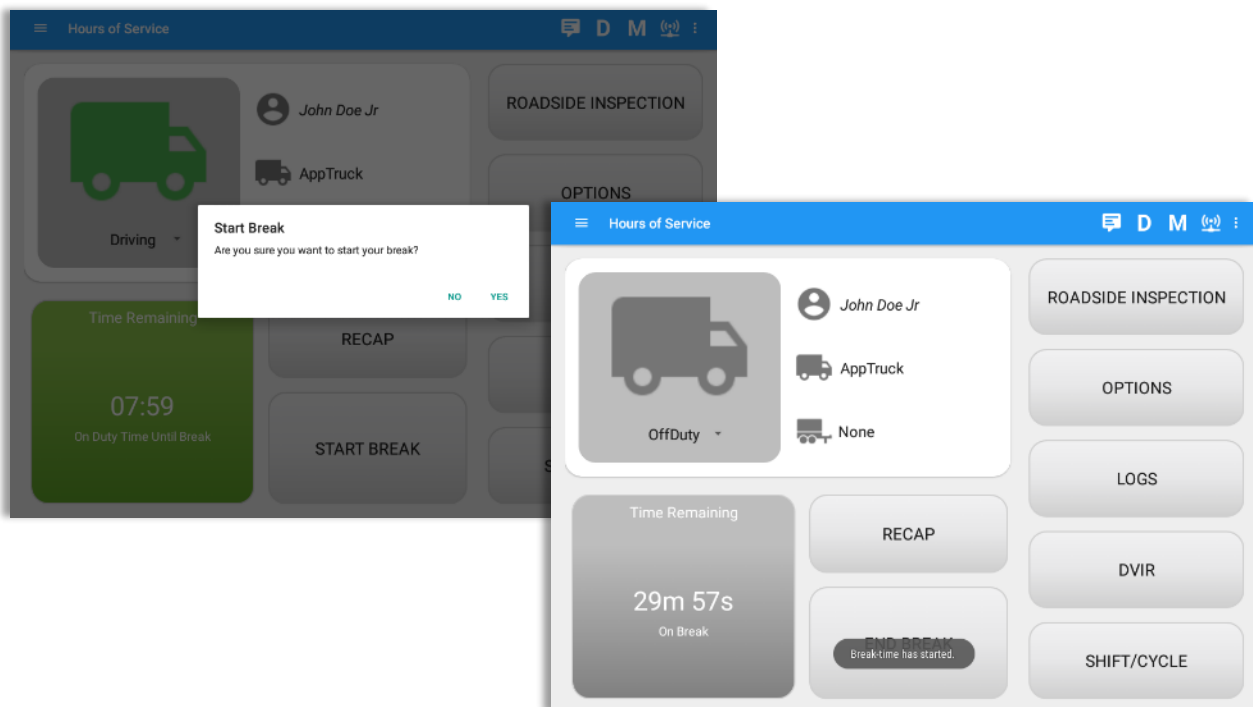 Hours of Service
D M
John Doe Jr
AppTruck
Driving
ROADSIDE INSPECTION
OPTIONS
Start Break
Are you sure you want to start your break?
NO YES
Time Remaining
07:59
On Duty Time Until Break
RECAP
START BREAK
S
Hours of Service
D M
John Doe Jr
AppTruck
None
OffDuty
ROADSIDE INSPECTION
OPTIONS
LOGS
DVIR
SHIFT/CYCLE
Time Remaining
29m 57s
On Break
RECAP
END BREAK
Break-time has started.